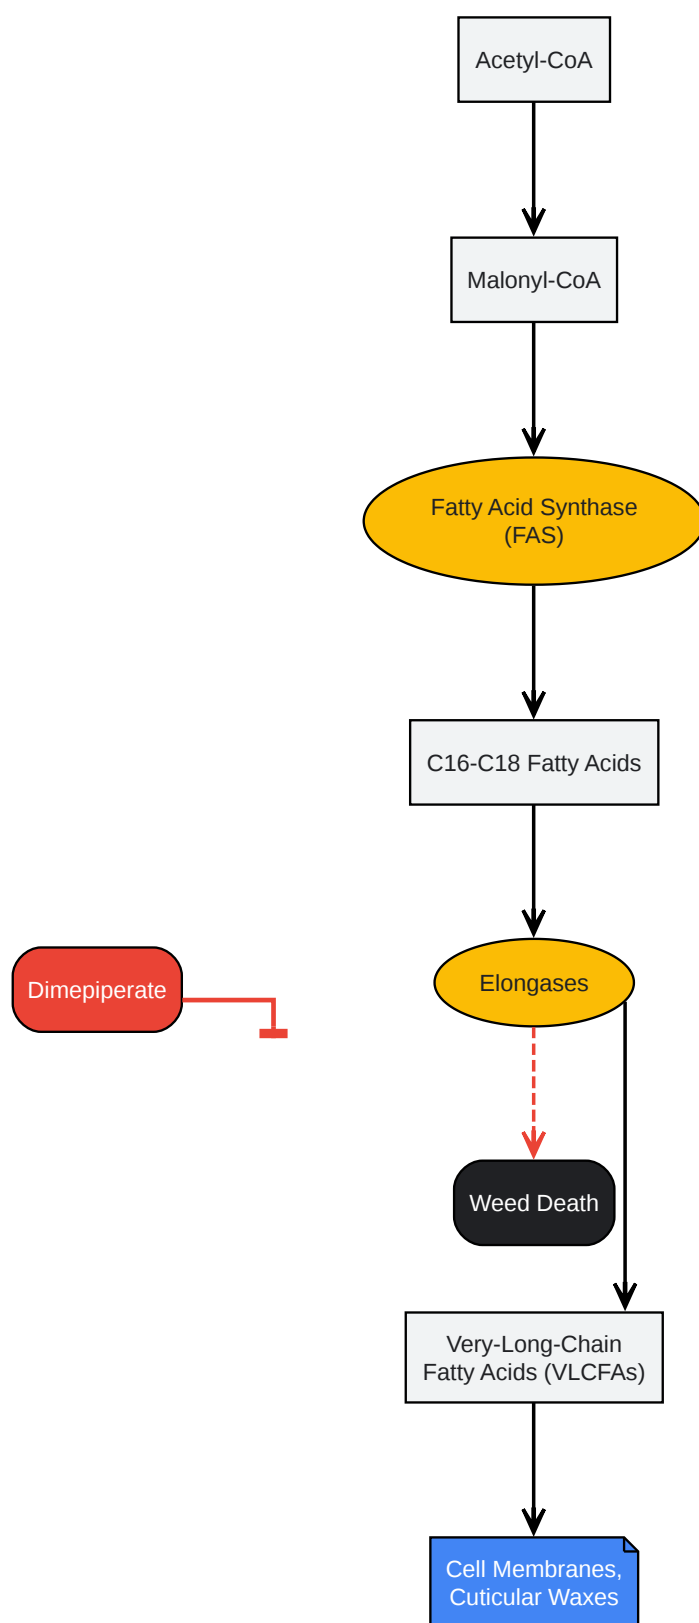 Acetyl-CoA
Malonyl-CoA
Fatty Acid Synthase
(FAS)
C16-C18 Fatty Acids
Dimepiperate
Elongases
Weed Death
Very-Long-Chain
Fatty Acids (VLCFAs)
Cell Membranes,
Cuticular Waxes